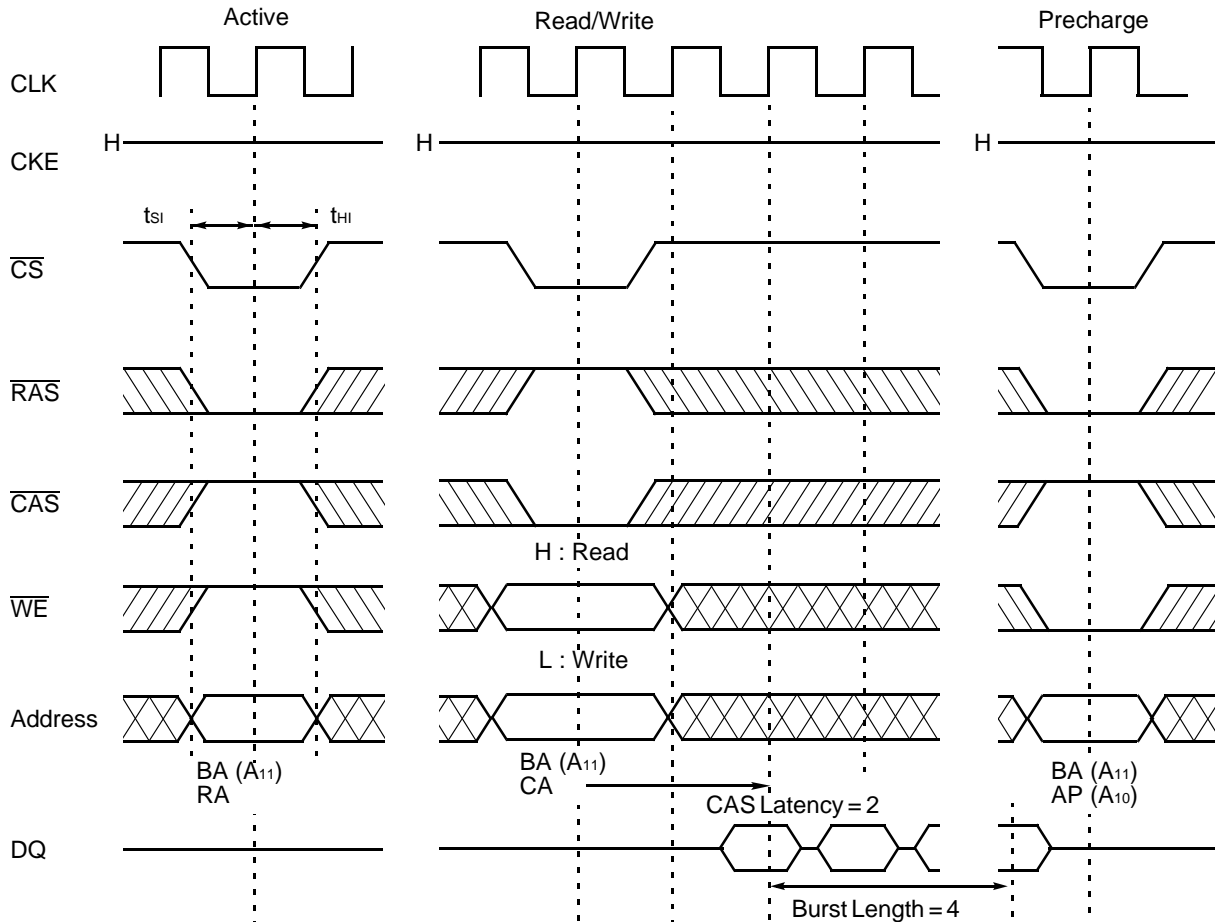 Active
Read/Write
Precharge
CLK
H
H
H
CKE
tSI
tHI
CS
RAS
CAS
H : Read
WE
L : Write
Address
BA (A11)
RA
BA (A11)
CA
BA (A11)
AP (A10)
CAS Latency = 2
DQ
Burst Length = 4